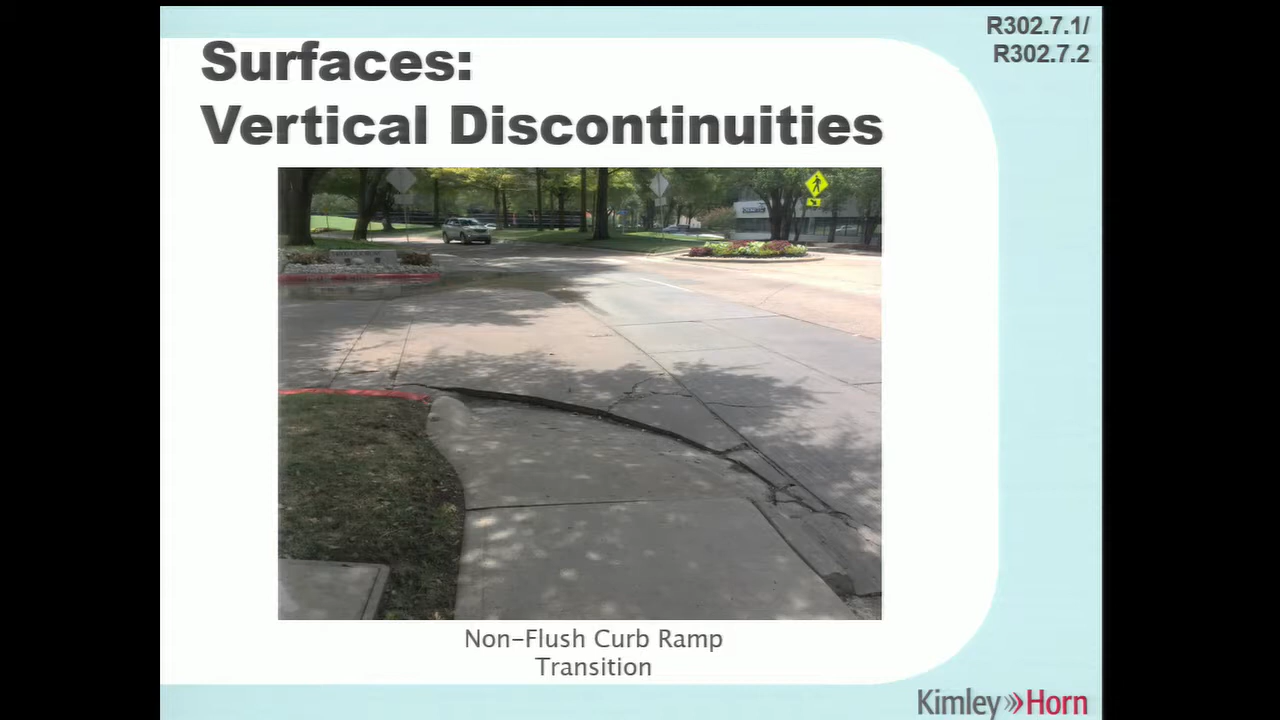 R302.7.1/
R302.7.2
Surfaces:
Vertical Discontinuities
Non-Flush Curb Ramp
Transition
Kimley»Horn